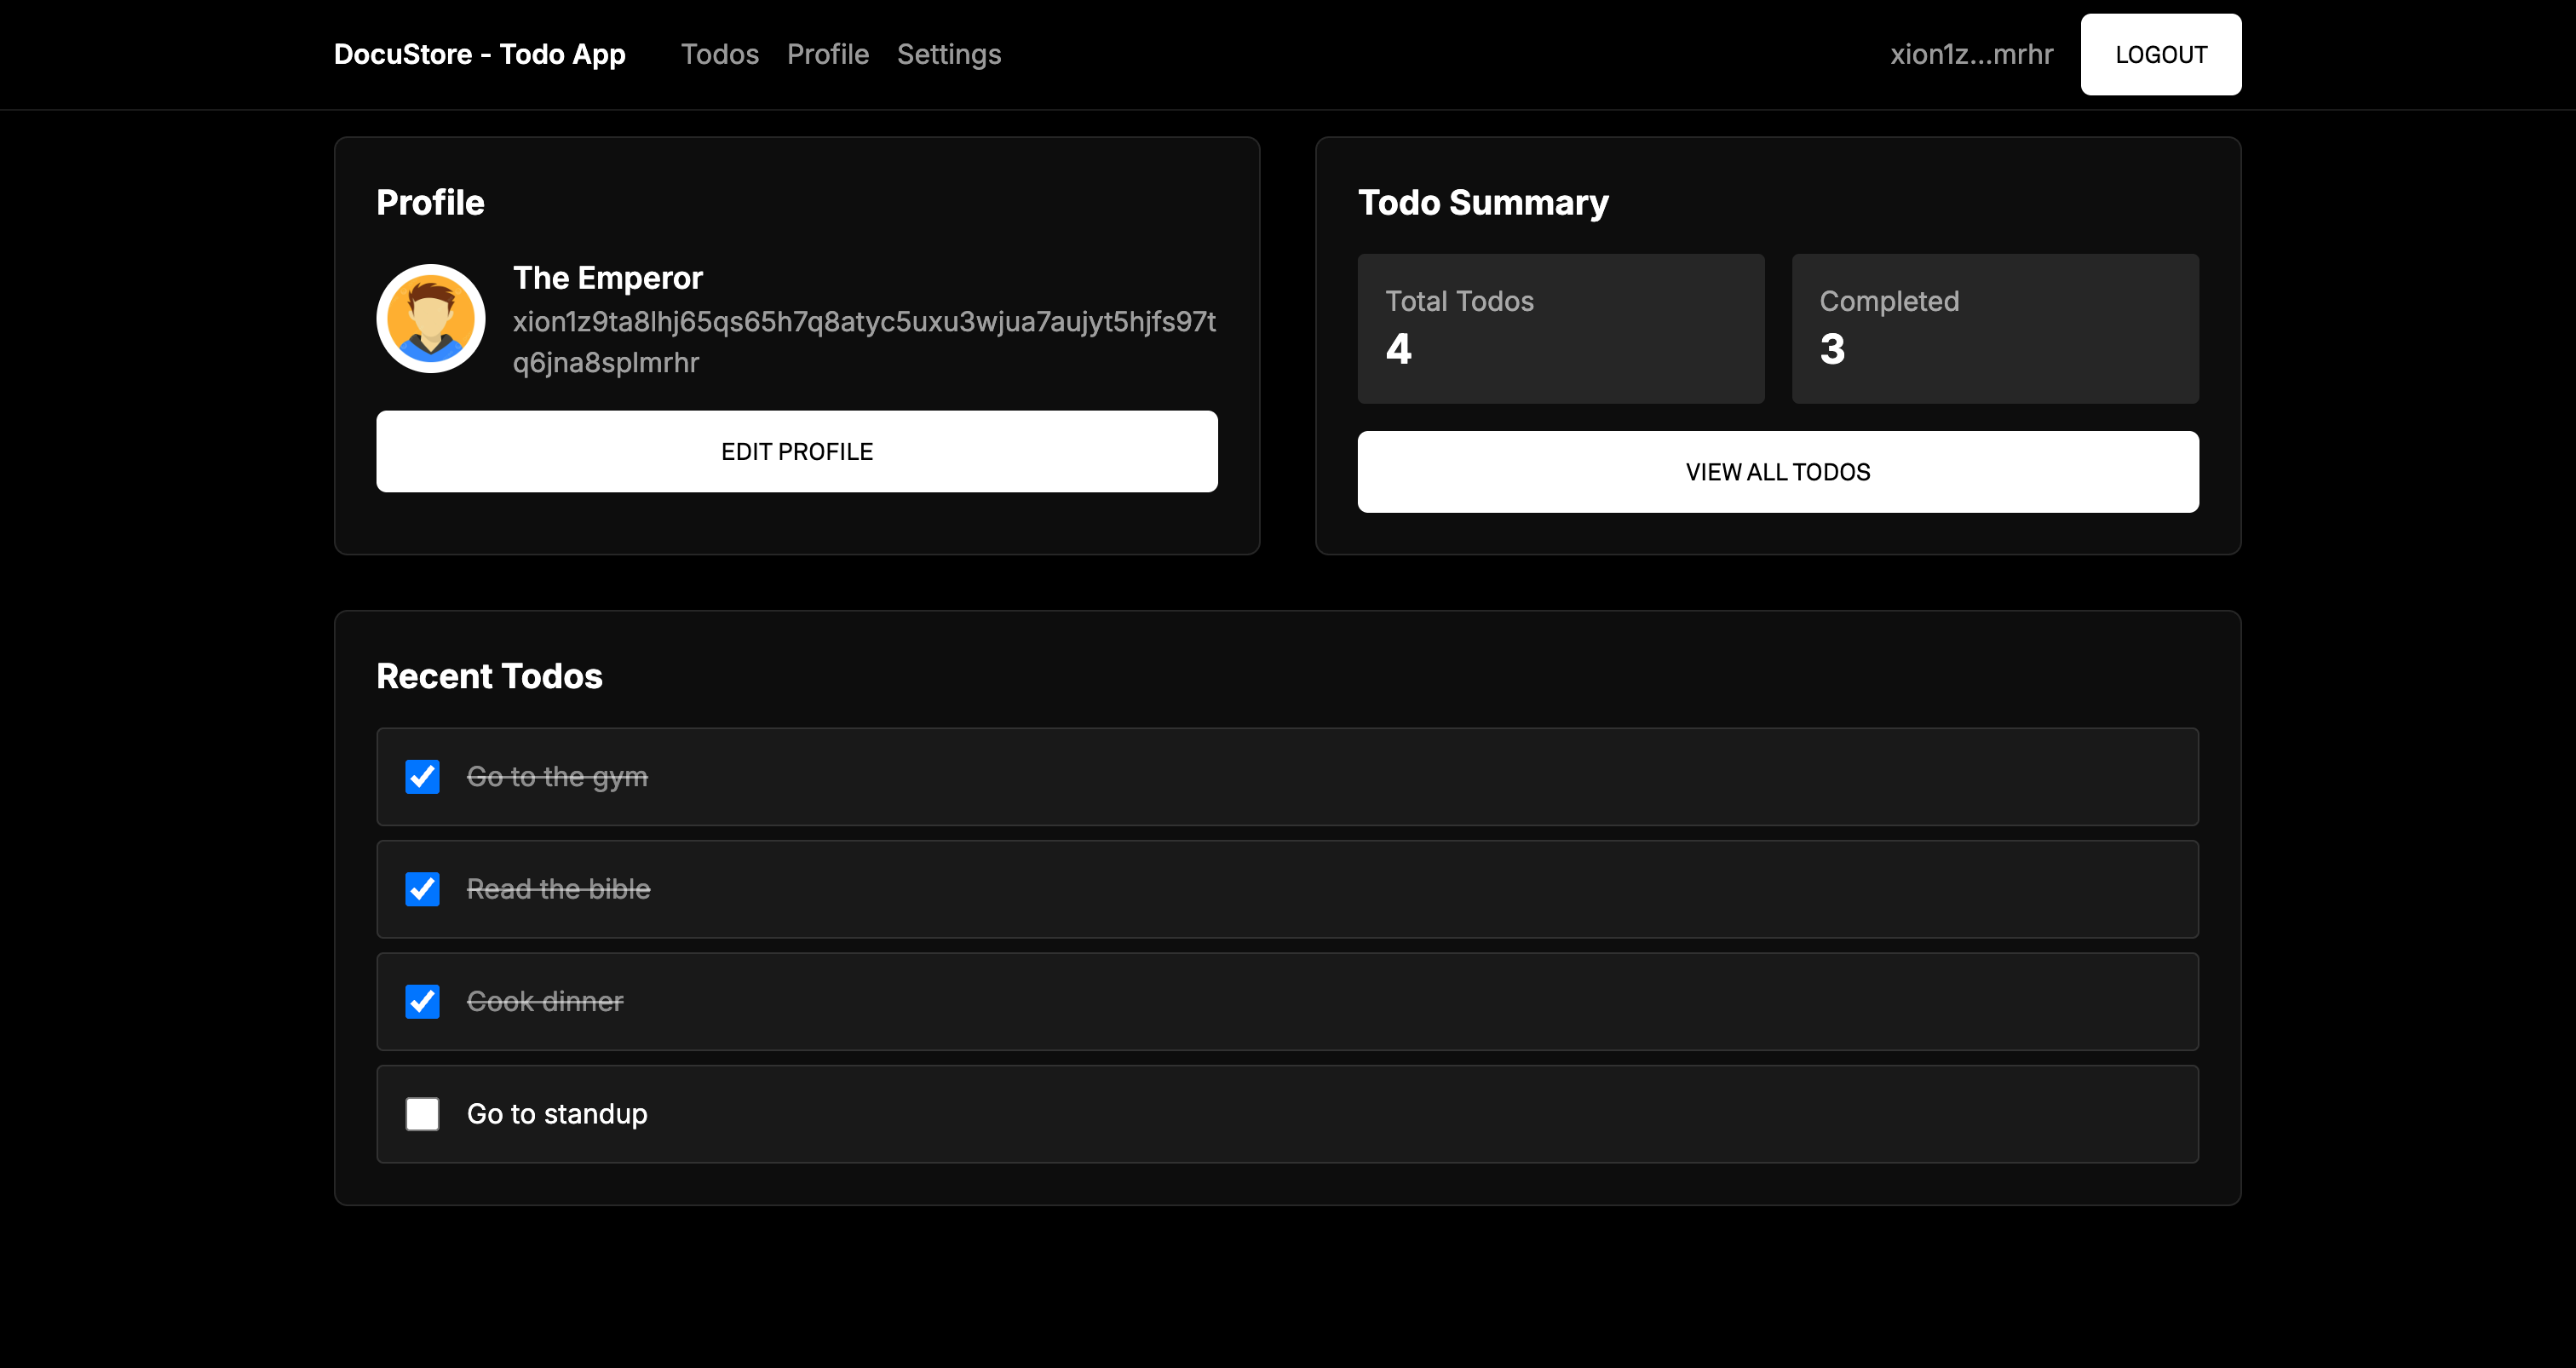 DocuStore - Todo App Todos Profile Settings xion1z...mrhr LOGOUT
Profile
The Emperor
xion1z9ta8lhj65qs65h7q8atyc5uxu3wjua7aujyt5hjfs97t
q6jna8splmrhr
EDIT PROFILE
Todo Summary
Total Todos
4
Completed
3
VIEW ALL TODOS
Recent Todos
Go to the gym
Read the bible
Cook dinner
Go to standup